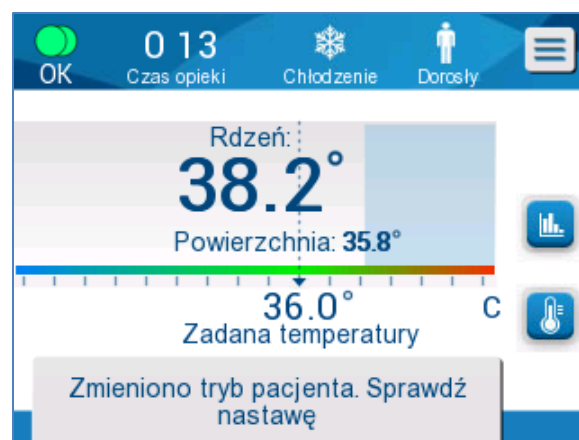 OK
0 13
Czas opieki
Chłodzenie
Dorosły
Rdzeń:
38.2°
Powierzchnia: 35.8°
36.0°
C
Zadana temperatury
Zmieniono tryb pacjenta. Sprawdź
nastawę